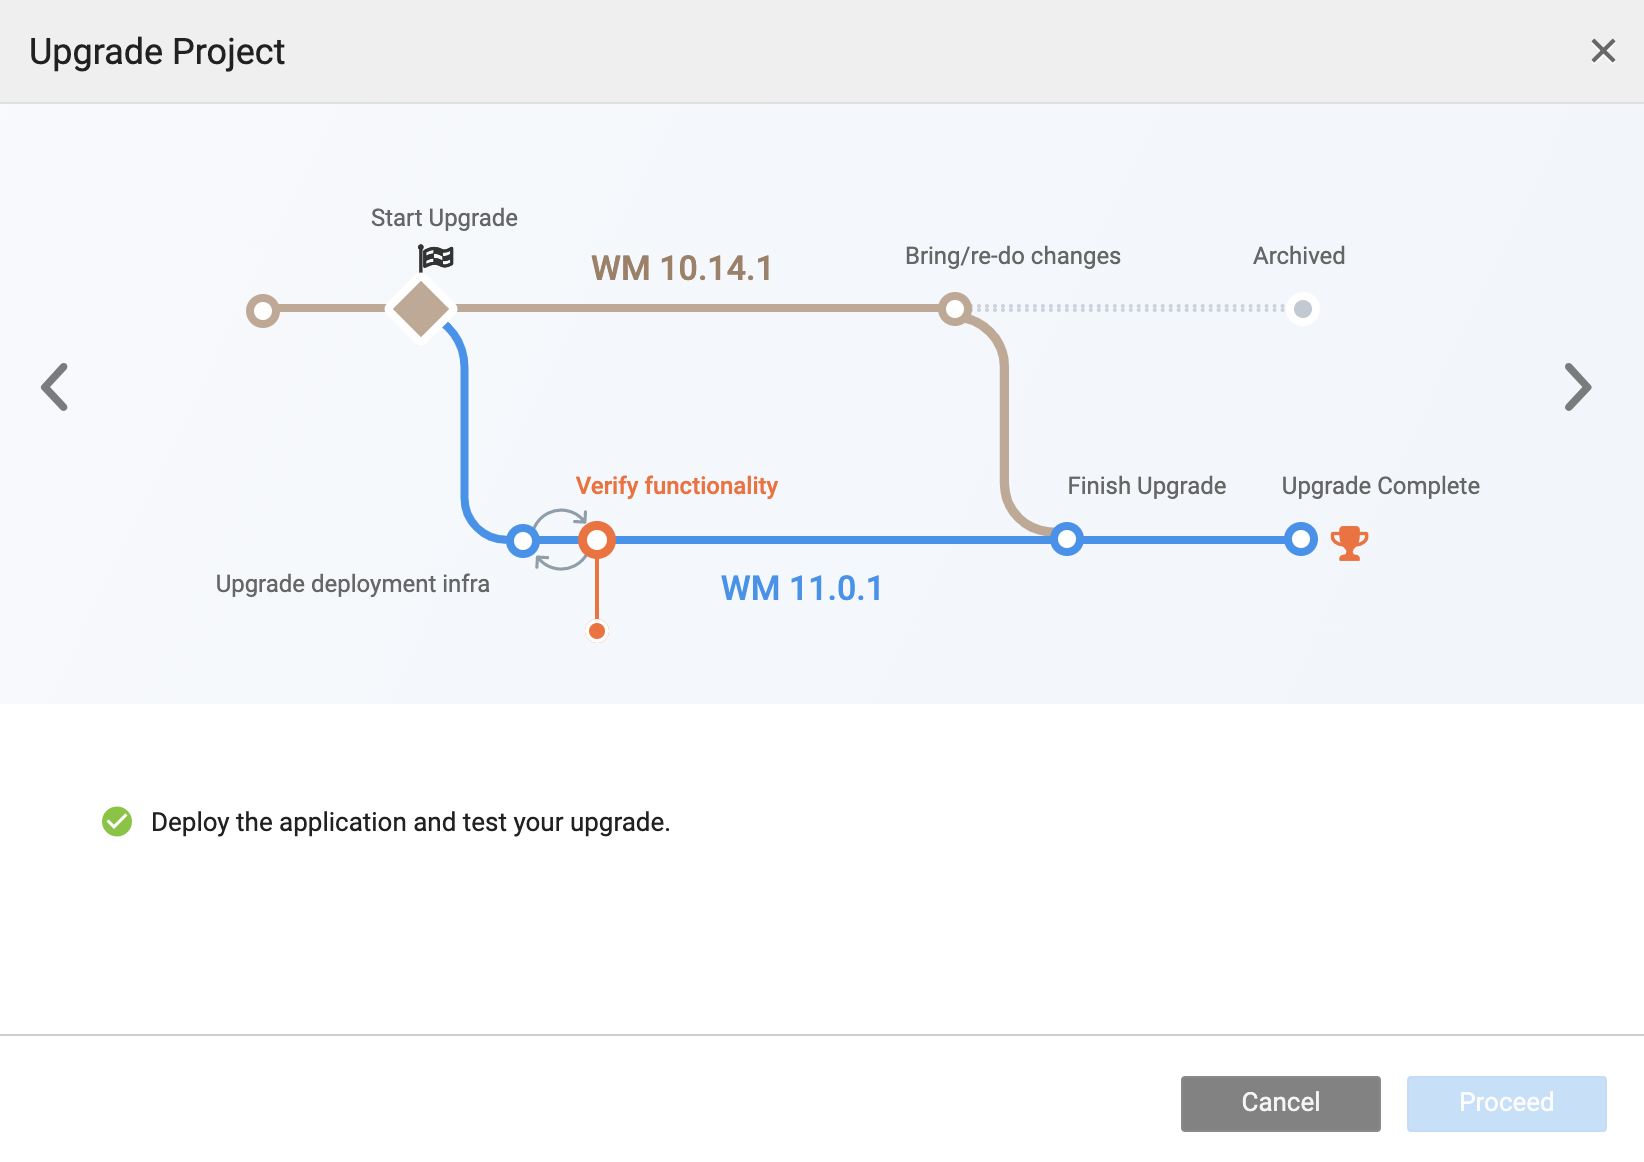 Upgrade Project
Start Upgrade
WM 10.14.1
Bring/re-do changes
Archived
Verify functionality
Finish Upgrade
Upgrade Complete
Upgrade deployment infra
WM 11.0.1
Deploy the application and test your upgrade.
Cancel
Proceed